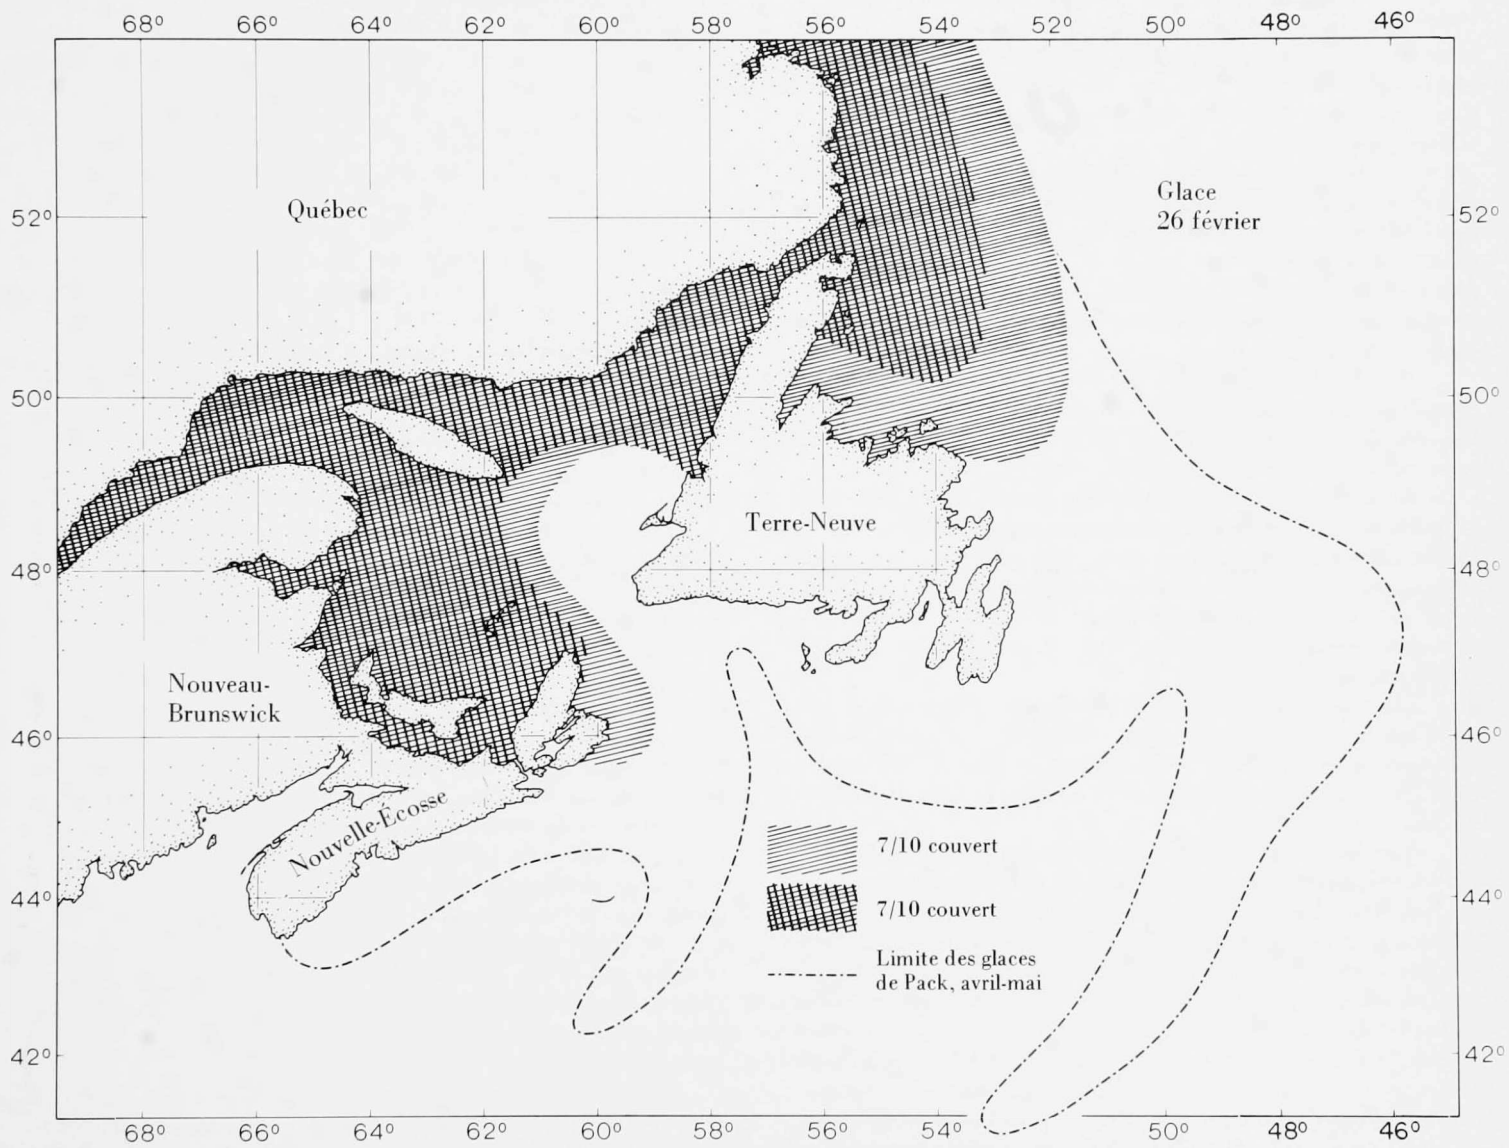 68° 66° 64° 62° 60° 58° 56° 54° 52° 50° 48° 46°
Québec
Glace
26 février
52° 52°
50° 50°
Terre-Neuve
48° 48°
Nouveau-
Brunswick
46° 46°
Nouvelle-Écosse
7/10 couvert
44° 44°
7/10 couvert
Limite des glaces
de Pack, avril-mai
42° 42°
68° 66° 64° 62° 60° 58° 56° 54° 50° 48° 46°